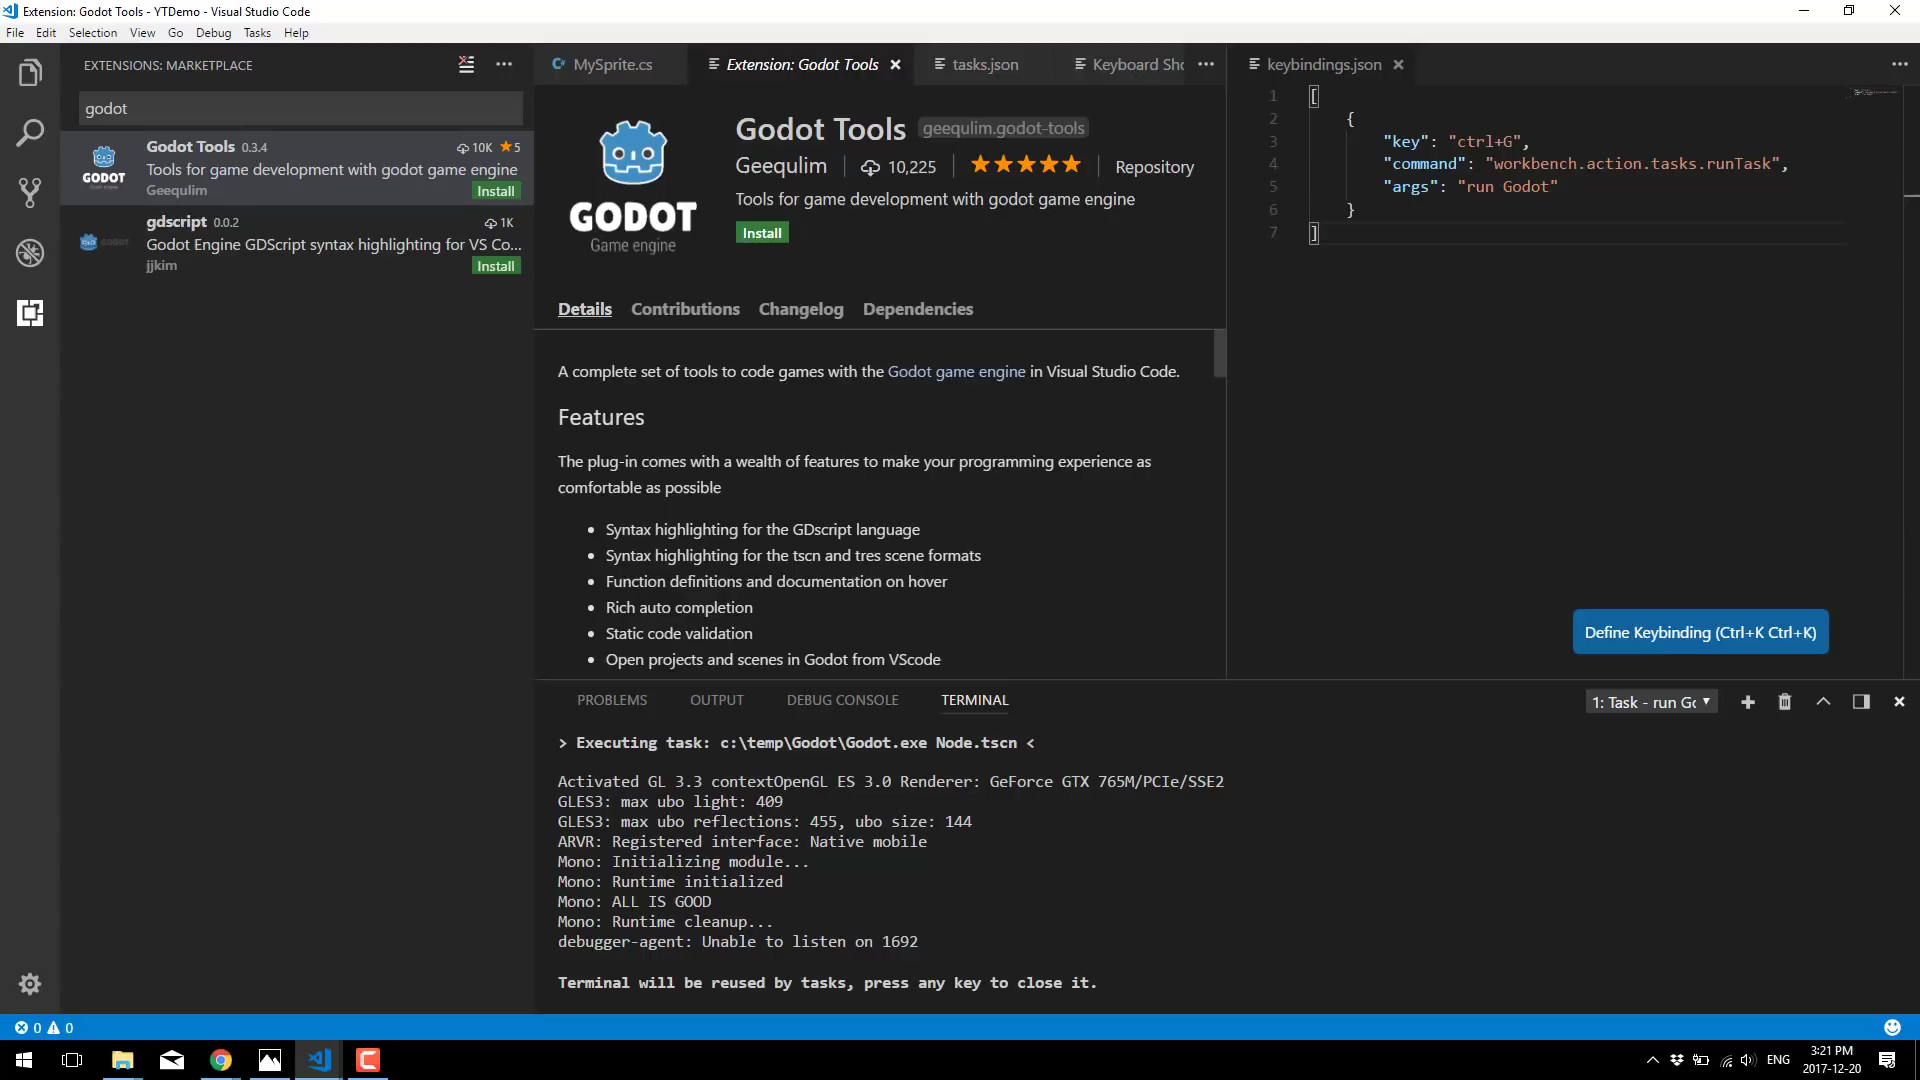 Extension: Godot Tools - YTDemo - Visual Studio Code
File Edit Selection View Go Debug Tasks Help
EXTENSIONS: MARKETPLACE
godot
Godot Tools 0.3.4 10K 5
Tools for game development with godot game engine
Geequlim Install
gdscript 0.0.2 1K
Godot Engine GDScript syntax highlighting for VS Co...
jjkim Install
GODOT
MySprite.cs Extension: Godot Tools tasks.json Keyboard Sho
GODOT
Game engine
Godot Tools geequlim.godot-tools
Geequlim 10,225 Repository
Tools for game development with godot game engine
Install
Details Contributions Changelog Dependencies
A complete set of tools to code games with the Godot game engine in Visual Studio Code.
Features
The plug-in comes with a wealth of features to make your programming experience as
comfortable as possible
• Syntax highlighting for the GDscript language
• Syntax highlighting for the tscn and tres scene formats
• Function definitions and documentation on hover
• Rich auto completion
• Static code validation
• Open projects and scenes in Godot from VScode
keybindings.json
1 [
2 {
3 "key": "ctrl+G",
4 "command": "workbench.action.tasks.runTask",
5 "args": "run Godot"
6 }
7 ]
Define Keybinding (Ctrl+K Ctrl+K)
PROBLEMS OUTPUT DEBUG CONSOLE TERMINAL
1: Task - run Go
> Executing task: c:\temp\Godot\Godot.exe Node.tscn <
Activated GL 3.3 contextOpenGL ES 3.0 Renderer: GeForce GTX 765M/PCIe/SSE2
GLES3: max ubo light: 409
GLES3: max ubo reflections: 455, ubo size: 144
ARVR: Registered interface: Native mobile
Mono: Initializing module...
Mono: Runtime initialized
Mono: ALL IS GOOD
Mono: Runtime cleanup...
debugger-agent: Unable to listen on 1692
Terminal will be reused by tasks, press any key to close it.
0 0
ENG
3:21 PM
2017-12-20